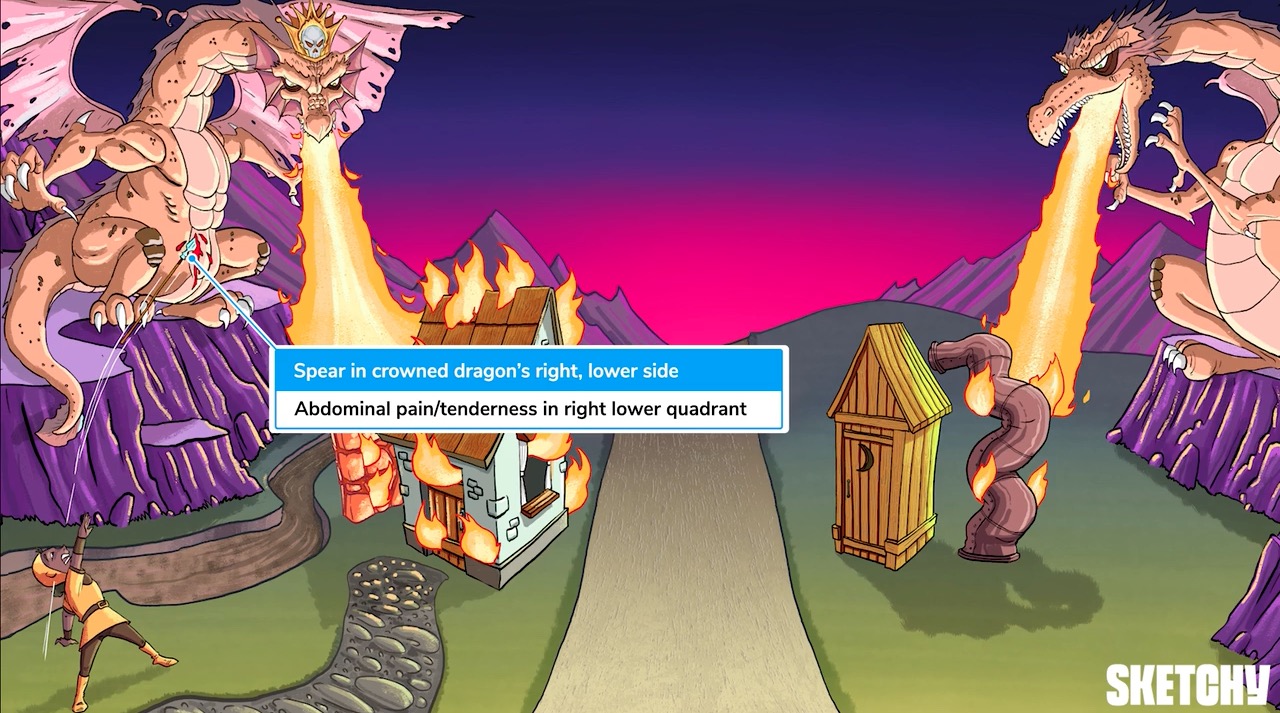 Spear in crowned dragon's right, lower side
Abdominal pain/tenderness in right lower quadrant
SKETCHY